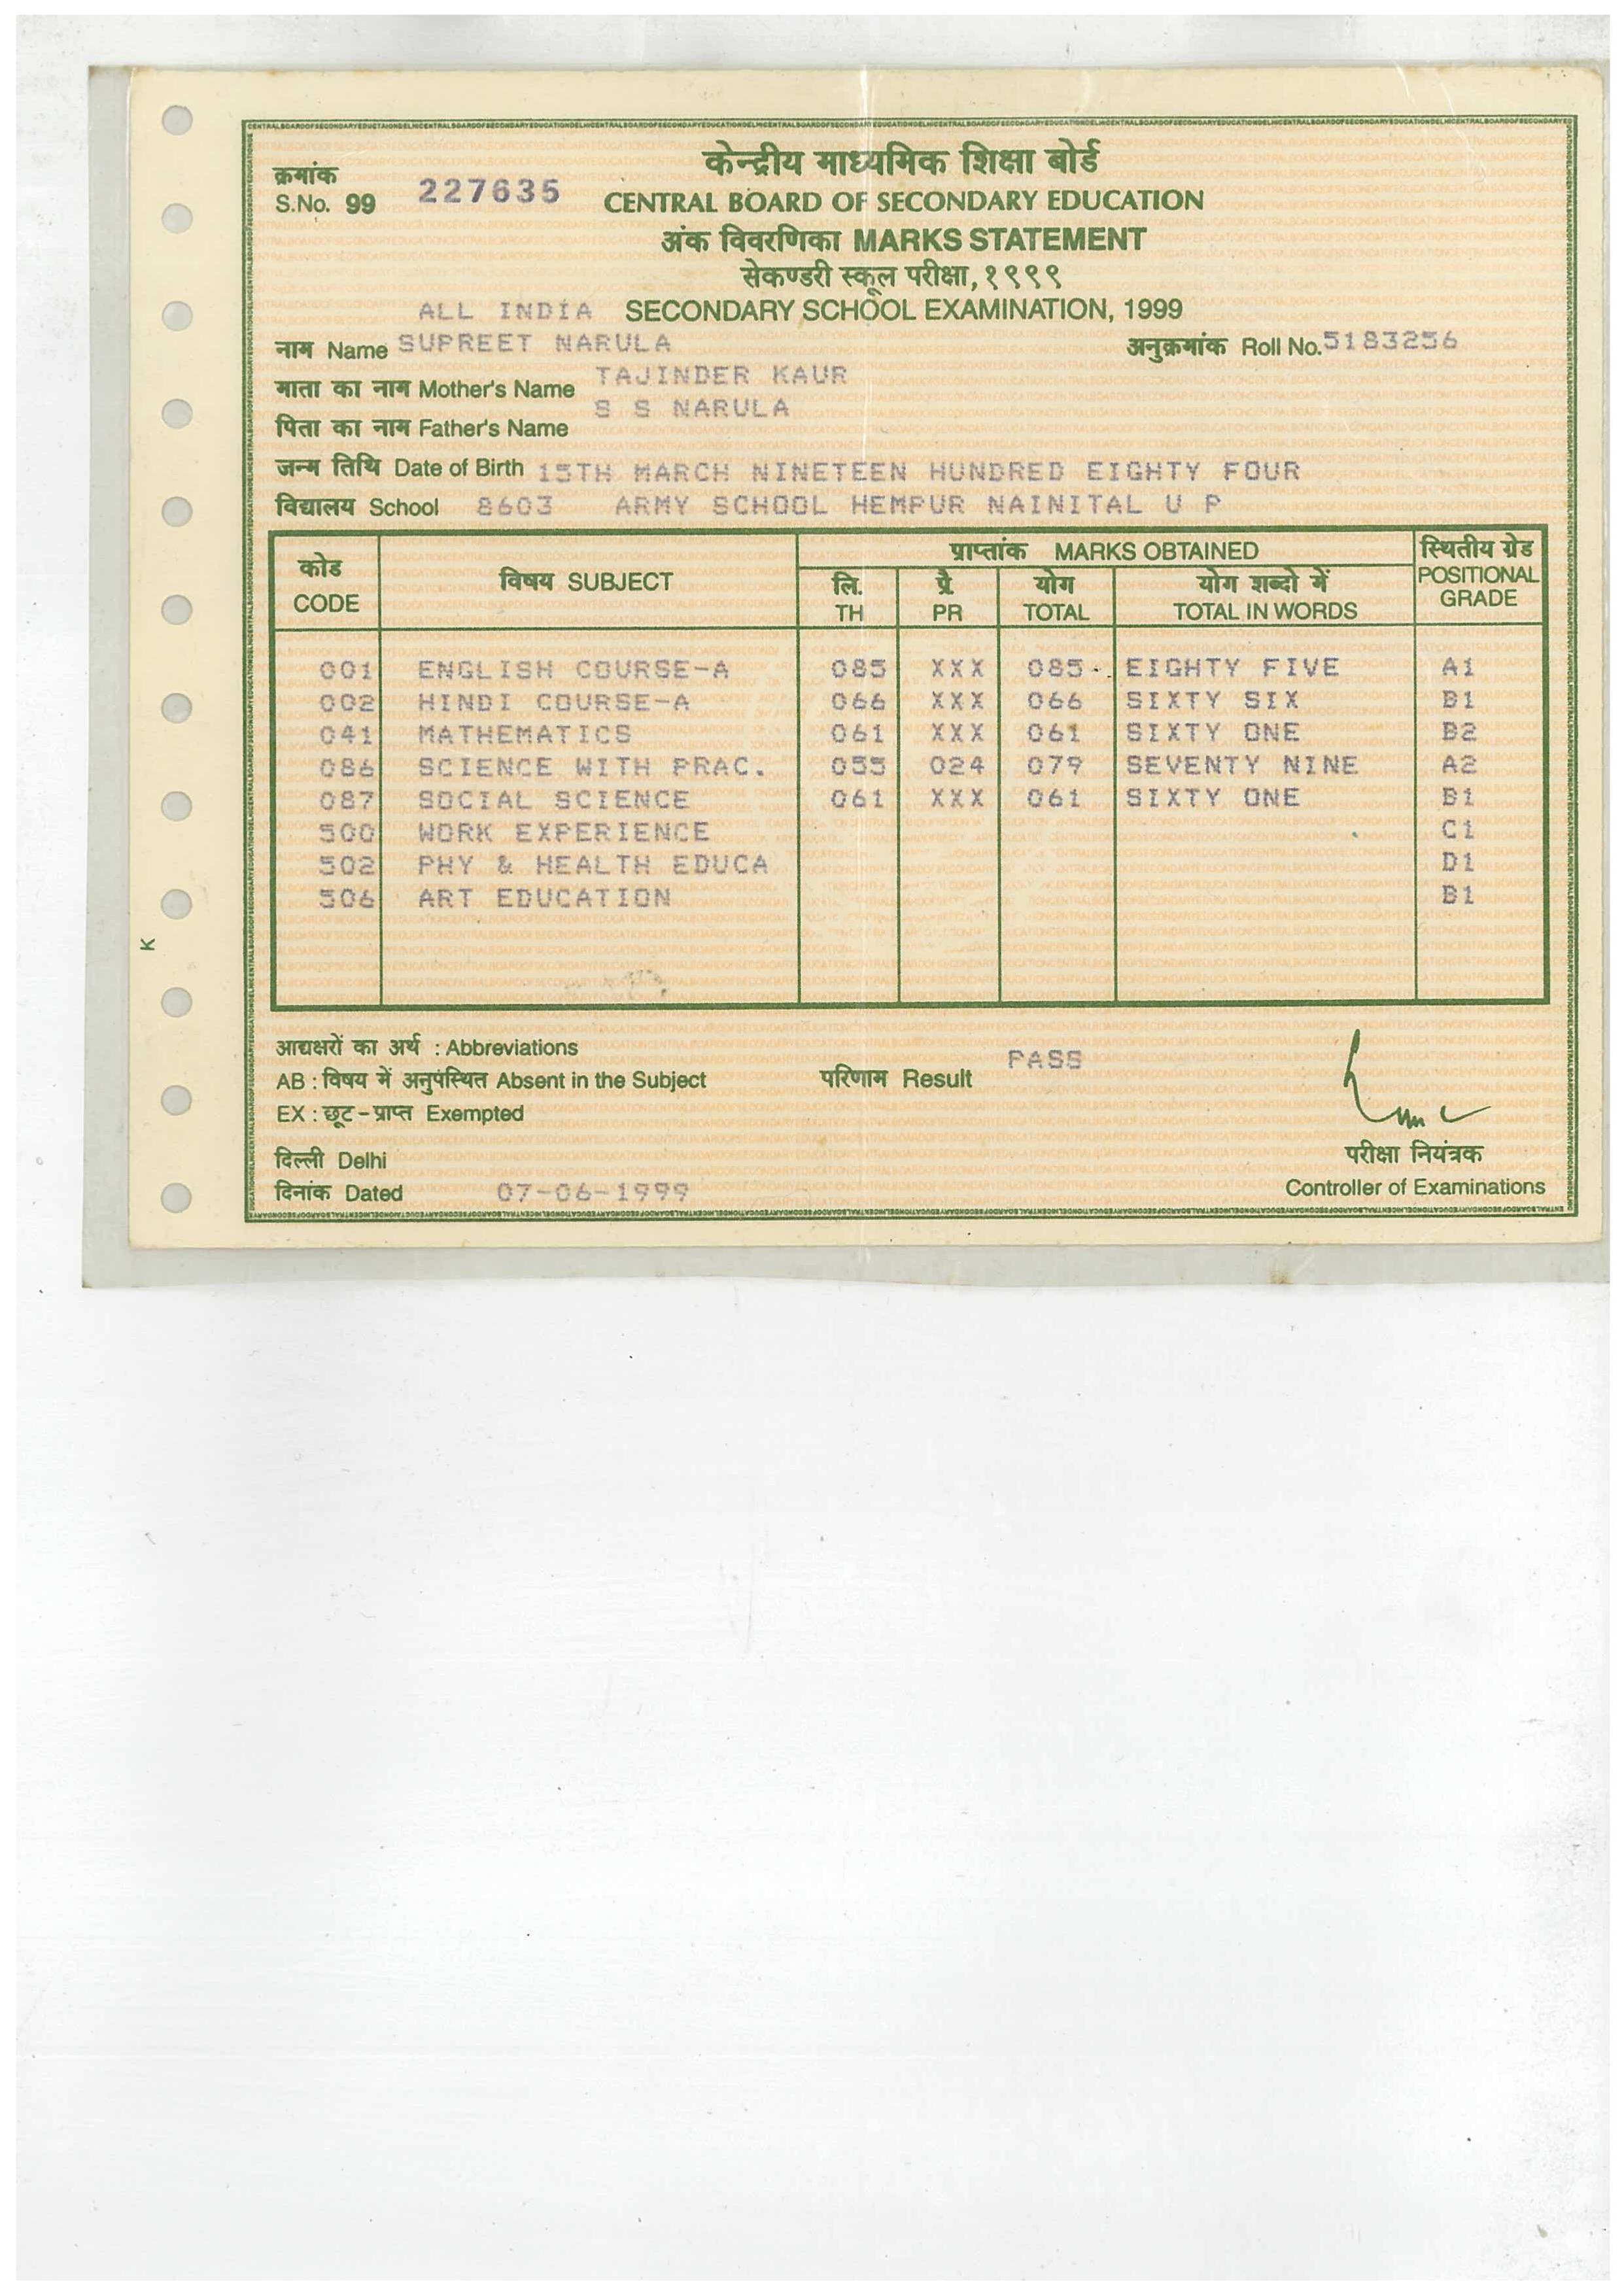 केन्द्रीय माध्यमिक शिक्षा बोर्ड
क्रमांक
S.No. 99 227635 CENTRAL BOARD OF SECONDARY EDUCATION
अंक विवरणिका MARKS STATEMENT
सेकण्डरी स्कूल परीक्षा, १९९९
ALL INDIA SECONDARY SCHOOL EXAMINATION, 1999
नाम Name SUPREET NARULA अनुक्रमांक Roll No. 5183256
माता का नाम Mother's Name TAJINDER KAUR
पिता का नाम Father's Name S S NARULA
जन्म तिथि Date of Birth 15TH MARCH NINETEEN HUNDRED EIGHTY FOUR
विद्यालय School 8603 ARMY SCHOOL HEMPUR NAINITAL U P
कोड विषय SUBJECT प्राप्तांक MARKS OBTAINED स्थितीय ग्रेड
CODE लि. प्रै. योग योग शब्दो में POSITIONAL
TH PR TOTAL TOTAL IN WORDS GRADE
001 ENGLISH COURSE-A 085 XXX 085 EIGHTY FIVE A1
002 HINDI COURSE-A 066 XXX 066 SIXTY SIX B1
041 MATHEMATICS 061 XXX 061 SIXTY ONE B2
086 SCIENCE WITH PRAC. 055 024 079 SEVENTY NINE A2
087 SOCIAL SCIENCE 061 XXX 061 SIXTY ONE B1
500 WORK EXPERIENCE C1
502 PHY & HEALTH EDUCA D1
506 ART EDUCATION B1
K
आद्यक्षरों का अर्थ : Abbreviations
AB : विषय में अनुपस्थित Absent in the Subject परिणाम Result PASS
EX : छूट - प्राप्त Exempted
दिल्ली Delhi परीक्षा नियंत्रक
दिनांक Dated 07-06-1999 Controller of Examinations